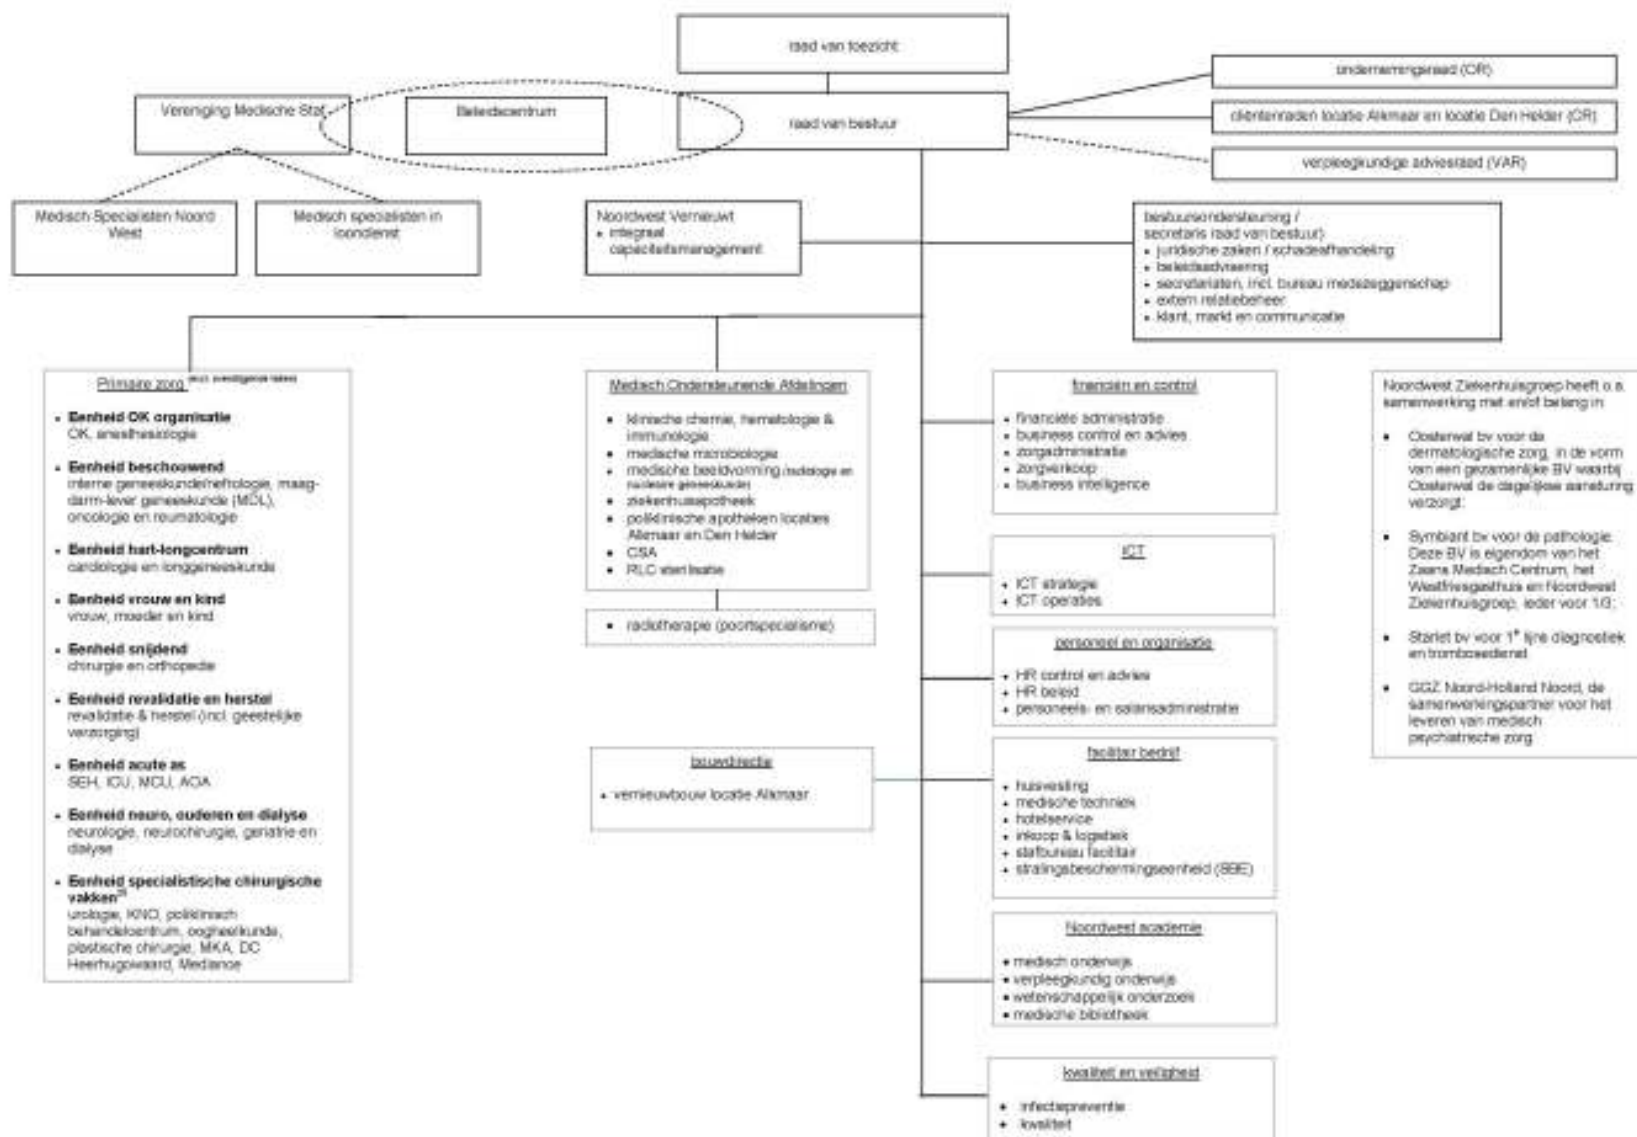 raad van toezicht
ondernemingsraad (OR)
Vereniging Medische Staf
Beleidscentrum
raad van bestuur
cliëntenraden locatie Alkmaar en locatie Den Helder (CR)
verpleegkundige adviesraad (VAR)
Medisch Specialisten Noord
West
Medisch specialisten in
loondienst
Noordwest Vernieuwt
• integraal
capaciteitsmanagement
bestuursondersteuning /
secretaris raad van bestuur)
• juridische zaken / schadeafhandeling
• beleidsadvisering
• secretariaten, incl. bureau medezeggenschap
• extern relatiebeheer
• klant, markt en communicatie
Primaire zorg
• Eenheid OK organisatie
OK, anesthesiologie
• Eenheid beschouwend
interne geneeskunde/nefrologie, maag-
darm-lever geneeskunde (MDL),
oncologie en reumatologie
• Eenheid hart-longcentrum
cardiologie en longgeneeskunde
• Eenheid vrouw en kind
vrouw, moeder en kind
• Eenheid snijdend
chirurgie en orthopedie
• Eenheid revalidatie en herstel
revalidatie & herstel (incl. geestelijke
verzorging)
• Eenheid acute as
SEH, ICU, MCU, AOA
• Eenheid neuro, ouderen en dialyse
neurologie, neurochirurgie, geriatrie en
dialyse
• Eenheid specialistische chirurgische
vakken
urologie, KNO, poliklinisch
behandelcentrum, oogheelkunde,
plastische chirurgie, MKA, DC
Heerhugowaard, Mediance
Medisch Ondersteunende Afdelingen
• klinische chemie, hematologie &
immunologie
• medische microbiologie
• medische beeldvorming (radiologie en
nucleaire geneeskunde)
• ziekenhuisapotheek
• poliklinische apotheken locaties
Alkmaar en Den Helder
• CSA
• RLC sterilisatie
• radiotherapie (poortspecialisme)
bouwdirectie
• vernieuwbouw locatie Alkmaar
financiën en control
• financiële administratie
• business control en advies
• zorgadministratie
• zorgverkoop
• business intelligence
ICT
• ICT strategie
• ICT operaties
personeel en organisatie
• HR control en advies
• HR beleid
• personeels- en salarisadministratie
facilitair bedrijf
• huisvesting
• medische techniek
• hotelservice
• inkoop & logistiek
• stafbureau facilitair
• stralingsbeschermingseenheid (SBE)
Noordwest academie
• medisch onderwijs
• verpleegkundig onderwijs
• wetenschappelijk onderzoek
• medische bibliotheek
kwaliteit en veiligheid
• infectiepreventie
• kwaliteit
Noordwest Ziekenhuisgroep heeft o.a.
samenwerking met en/of belang in:
• Oosterwal bv voor de
dermatologische zorg, in de vorm
van een gezamenlijke BV waarbij
Oosterwal de dagelijkse aansturing
verzorgt;
• Symbiant bv voor de pathologie.
Deze BV is eigendom van het
Zaans Medisch Centrum, het
Westfriesgasthuis en Noordwest
Ziekenhuisgroep, ieder voor 1/3;
• Starlet bv voor 1e lijns diagnostiek
en trombosedienst
• GGZ Noord-Holland Noord, de
samenwerkingspartner voor het
leveren van medisch
psychiatrische zorg